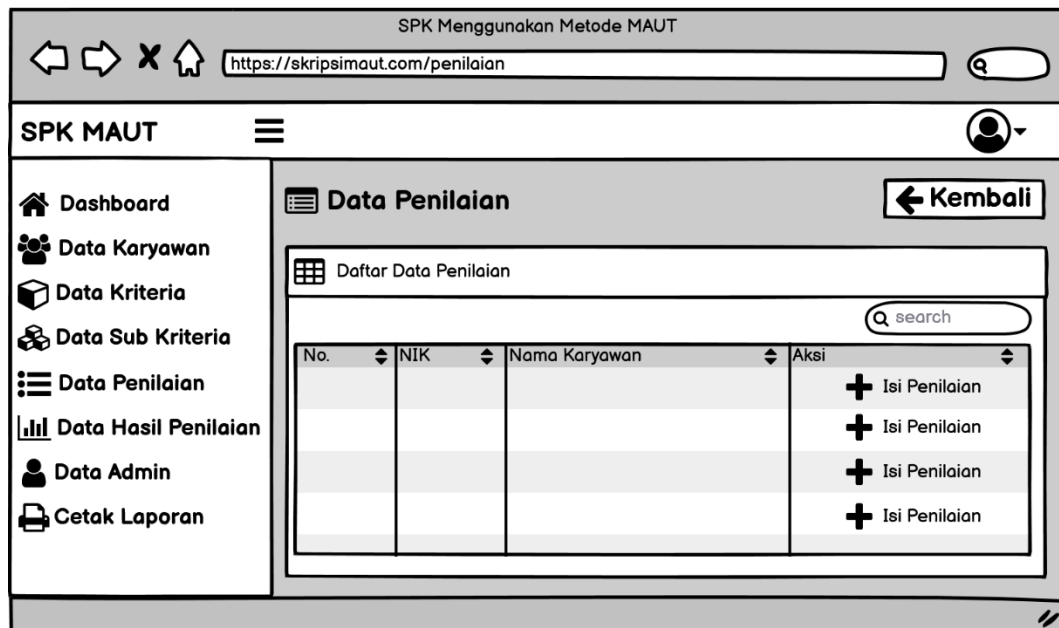 SPK Menggunakan Metode MAUT
https://skripsimaut.com/penilaian
SPK MAUT
Dashboard
Data Karyawan
Data Kriteria
Data Sub Kriteria
Data Penilaian
Data Hasil Penilaian
Data Admin
Cetak Laporan
Data Penilaian
Kembali
Daftar Data Penilaian
search
No. NIK Nama Karyawan Aksi
Isi Penilaian
Isi Penilaian
Isi Penilaian
Isi Penilaian